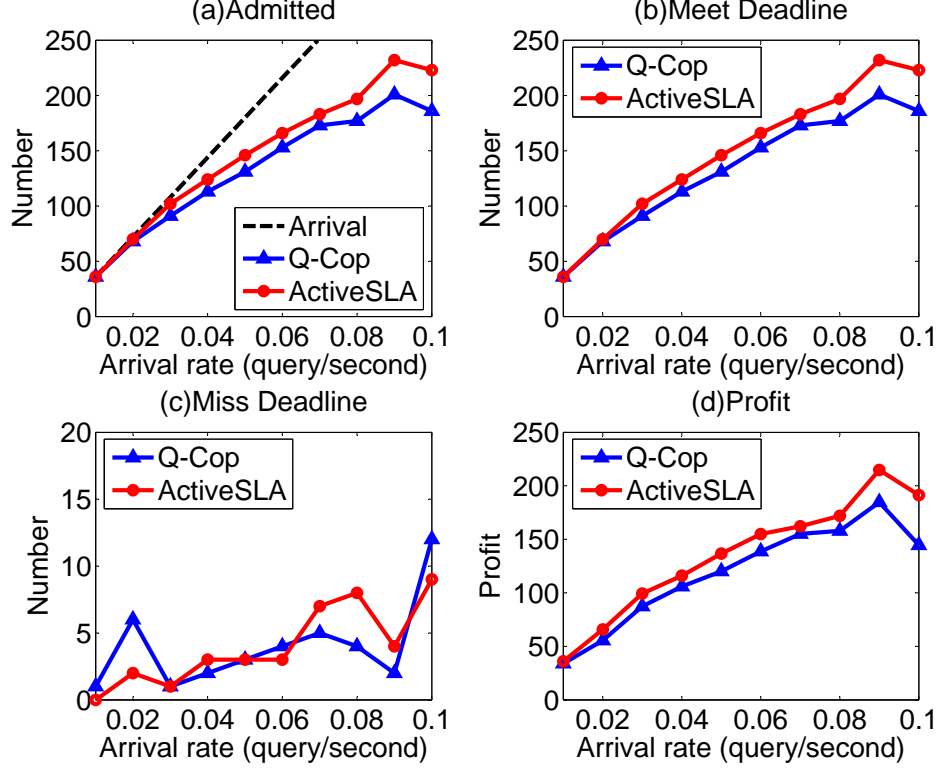 (a)Admitted
250
200
150
100
50
0
Number
Arrival
Q-Cop
ActiveSLA
0.02 0.04 0.06 0.08 0.1
Arrival rate (query/second)
(b)Meet Deadline
250
200
150
100
50
0
Number
Q-Cop
ActiveSLA
0.02 0.04 0.06 0.08 0.1
Arrival rate (query/second)
(c)Miss Deadline
20
15
10
5
0
Number
Q-Cop
ActiveSLA
0.02 0.04 0.06 0.08 0.1
Arrival rate (query/second)
(d)Profit
250
200
150
100
50
0
Profit
Q-Cop
ActiveSLA
0.02 0.04 0.06 0.08 0.1
Arrival rate (query/second)